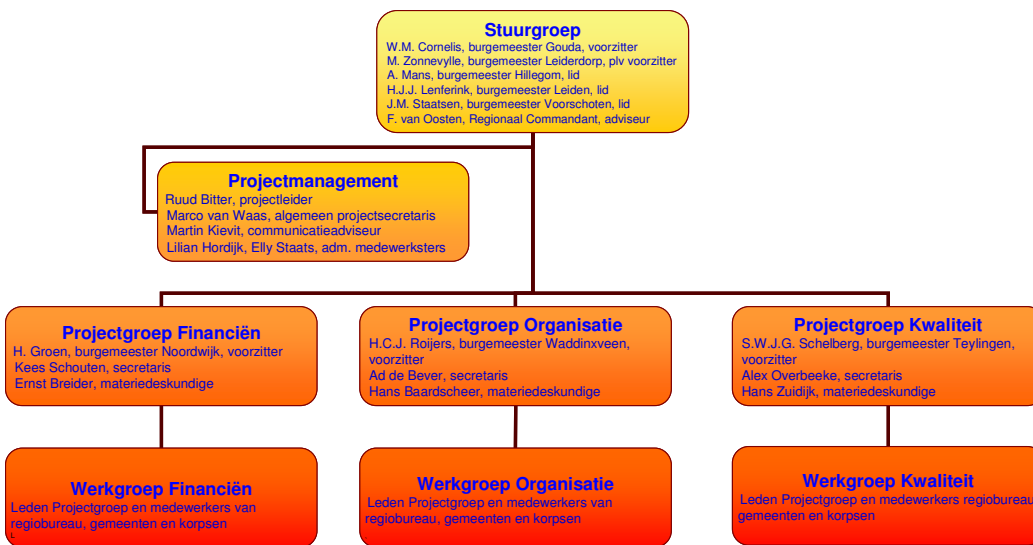 Stuurgroep
W.M. Cornelis, burgemeester Gouda, voorzitter
M. Zonnevylle, burgemeester Leiderdorp, plv voorzitter
A. Mans, burgemeester Hillegom, lid
H.J.J. Lenferink, burgemeester Leiden, lid
J.M. Staatsen, burgemeester Voorschoten, lid
F. van Oosten, Regionaal Commandant, adviseur
Projectmanagement
Ruud Bitter, projectleider
Marco van Waas, algemeen projectsecretaris
Martin Kievit, communicatieadviseur
Lilian Hordijk, Elly Staats, adm. medewerksters
Projectgroep Financiën
H. Groen, burgemeester Noordwijk, voorzitter
Kees Schouten, secretaris
Ernst Breider, materiedeskundige
Projectgroep Organisatie
H.C.J. Roijers, burgemeester Waddinxveen,
voorzitter
Ad de Bever, secretaris
Hans Baardscheer, materiedeskundige
Projectgroep Kwaliteit
S.W.J.G. Schelberg, burgemeester Teylingen,
voorzitter
Alex Overbeeke, secretaris
Hans Zuidijk, materiedeskundige
Werkgroep Financiën
Leden Projectgroep en medewerkers van
regiobureau, gemeenten en korpsen
Werkgroep Organisatie
Leden Projectgroep en medewerkers van
regiobureau, gemeenten en korpsen
Werkgroep Kwaliteit
Leden Projectgroep en medewerkers regiobureau
gemeenten en korpsen